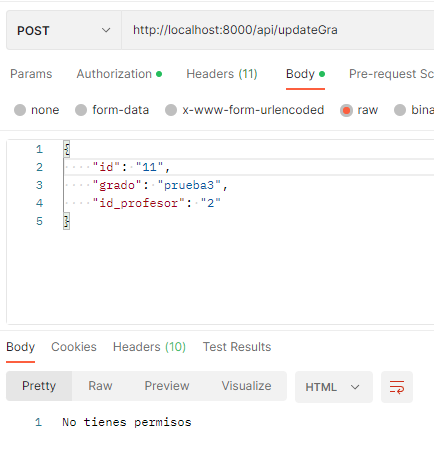 POST http://localhost:8000/api/updateGra
Params Authorization Headers (11) Body Pre-request Sc
none form-data x-www-form-urlencoded raw bina
1 {
2 "id": "11",
3 "grado": "prueba3",
4 "id_profesor": "2"
5 }
Body Cookies Headers (10) Test Results
Pretty Raw Preview Visualize HTML
1 No tienes permisos